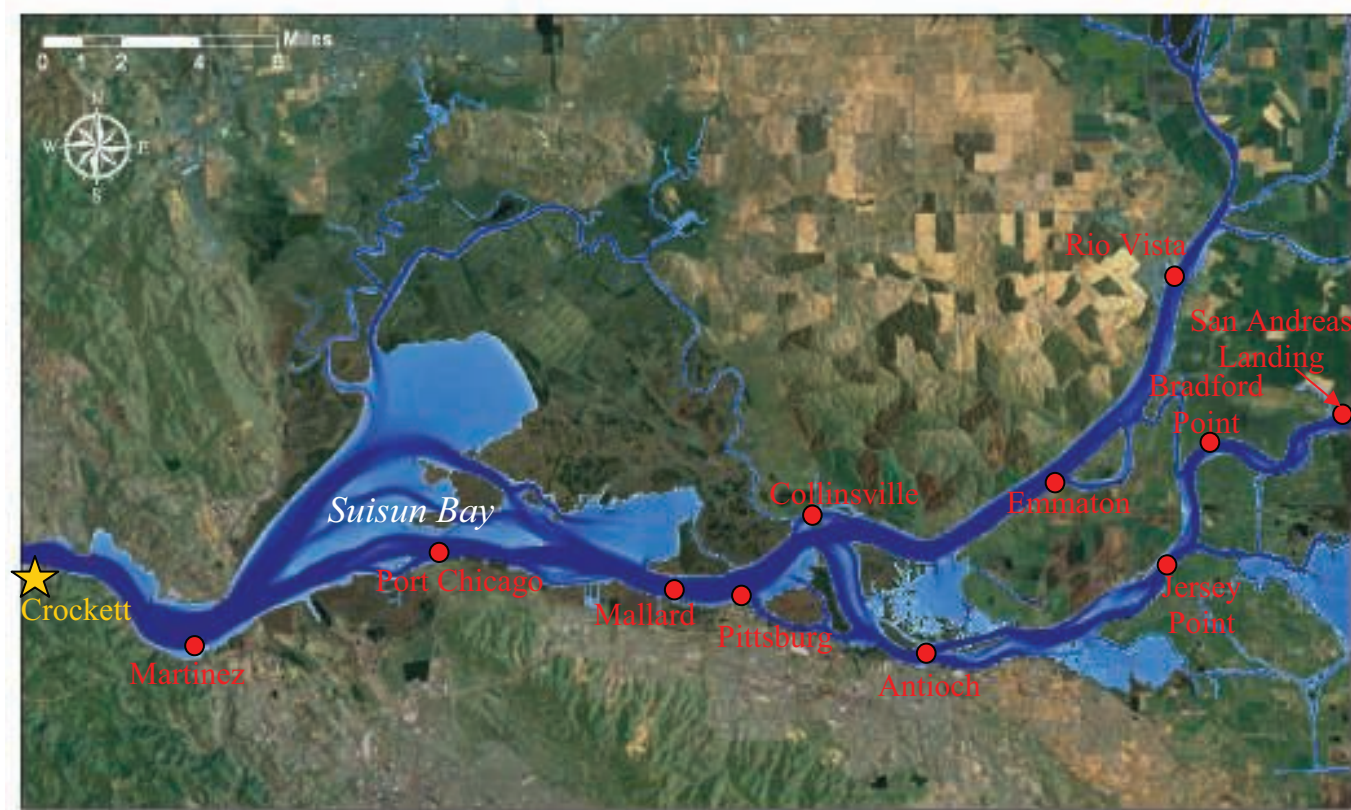 Miles
0 1 2 4 6
N
W E
S
Rio Vista
San Andreas
Landing
Bradford
Point
Collinsville
Emmaton
Suisun Bay
Port Chicago
Jersey
Point
Mallard
Crockett
Pittsburg
Martinez
Antioch